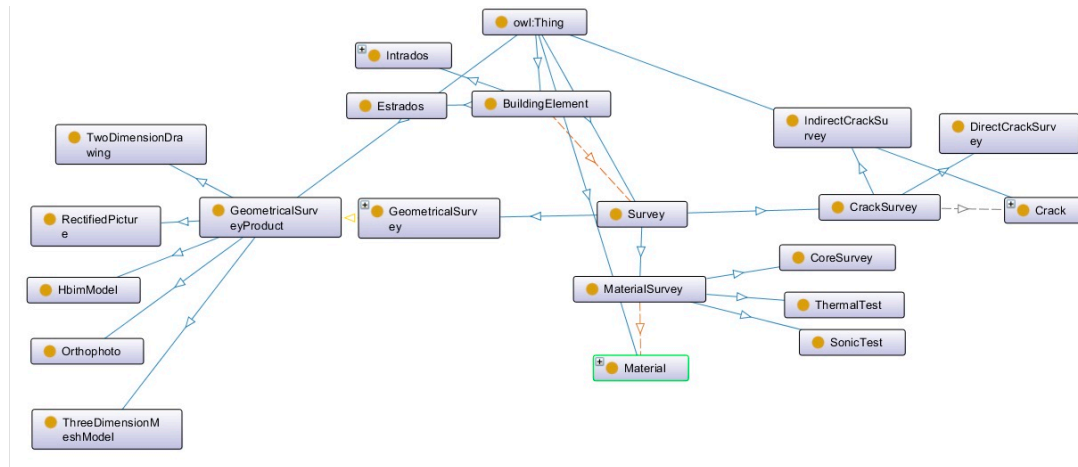 owl:Thing
Intrados
Estrados
BuildingElement
TwoDimensionDra
wing
IndirectCrackSu
rvey
DirectCrackSurv
ey
RectifiedPictur
e
GeometricalSurv
eyProduct
GeometricalSurv
ey
Survey
CrackSurvey
Crack
HbimModel
MaterialSurvey
CoreSurvey
ThermalTest
Orthophoto
SonicTest
Material
ThreeDimensionM
eshModel